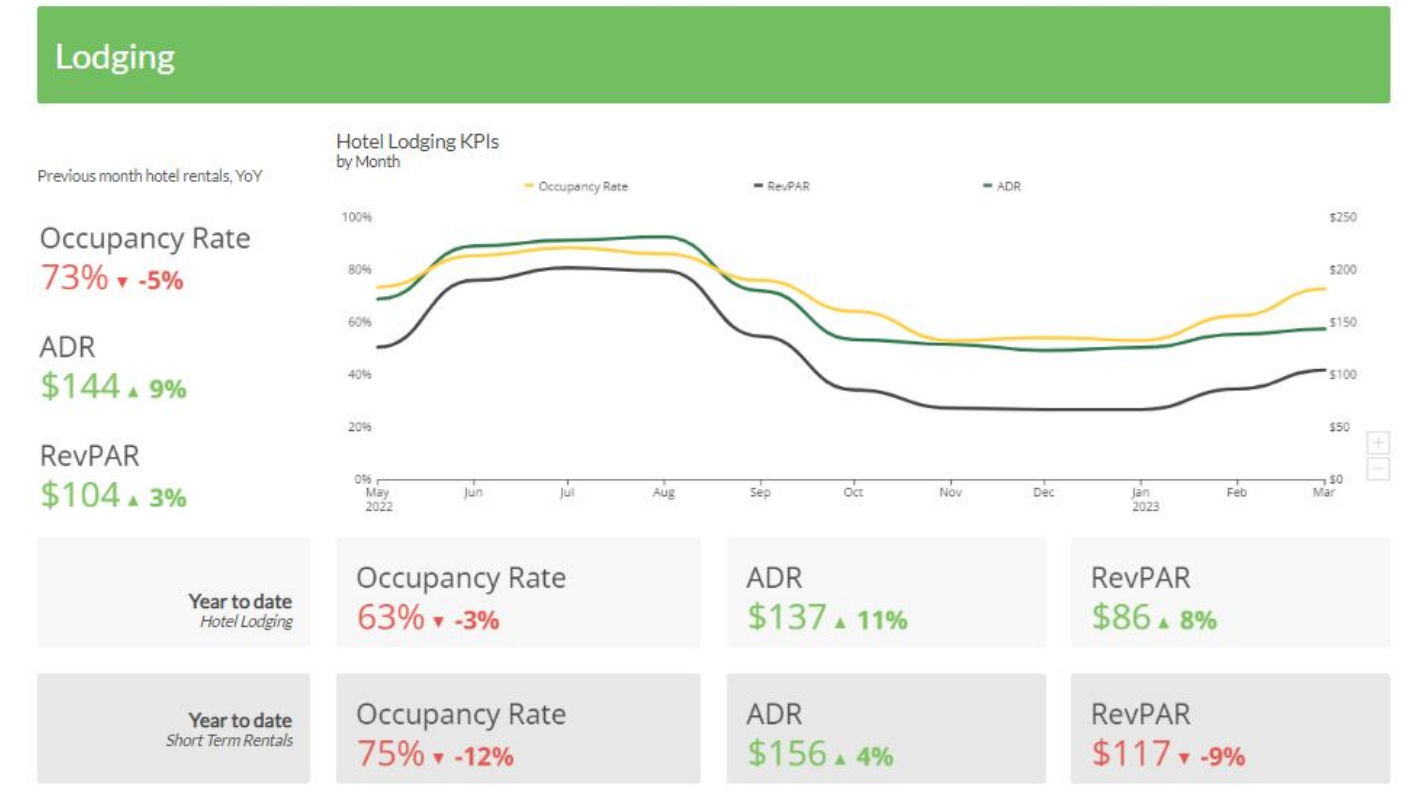 Lodging
Previous month hotel rentals, YoY
Occupancy Rate
73% ▼ -5%
ADR
$144 ▲ 9%
RevPAR
$104 ▲ 3%
Hotel Lodging KPIs
by Month
Occupancy Rate RevPAR ADR
100% $250
80% $200
60% $150
40% $100
20% $50
0% $0
May Jun Jul Aug Sep Oct Nov Dec Jan Feb Mar
2022 2023
+
−
Year to date
Hotel Lodging
Occupancy Rate
63% ▼ -3%
ADR
$137 ▲ 11%
RevPAR
$86 ▲ 8%
Year to date
Short Term Rentals
Occupancy Rate
75% ▼ -12%
ADR
$156 ▲ 4%
RevPAR
$117 ▼ -9%